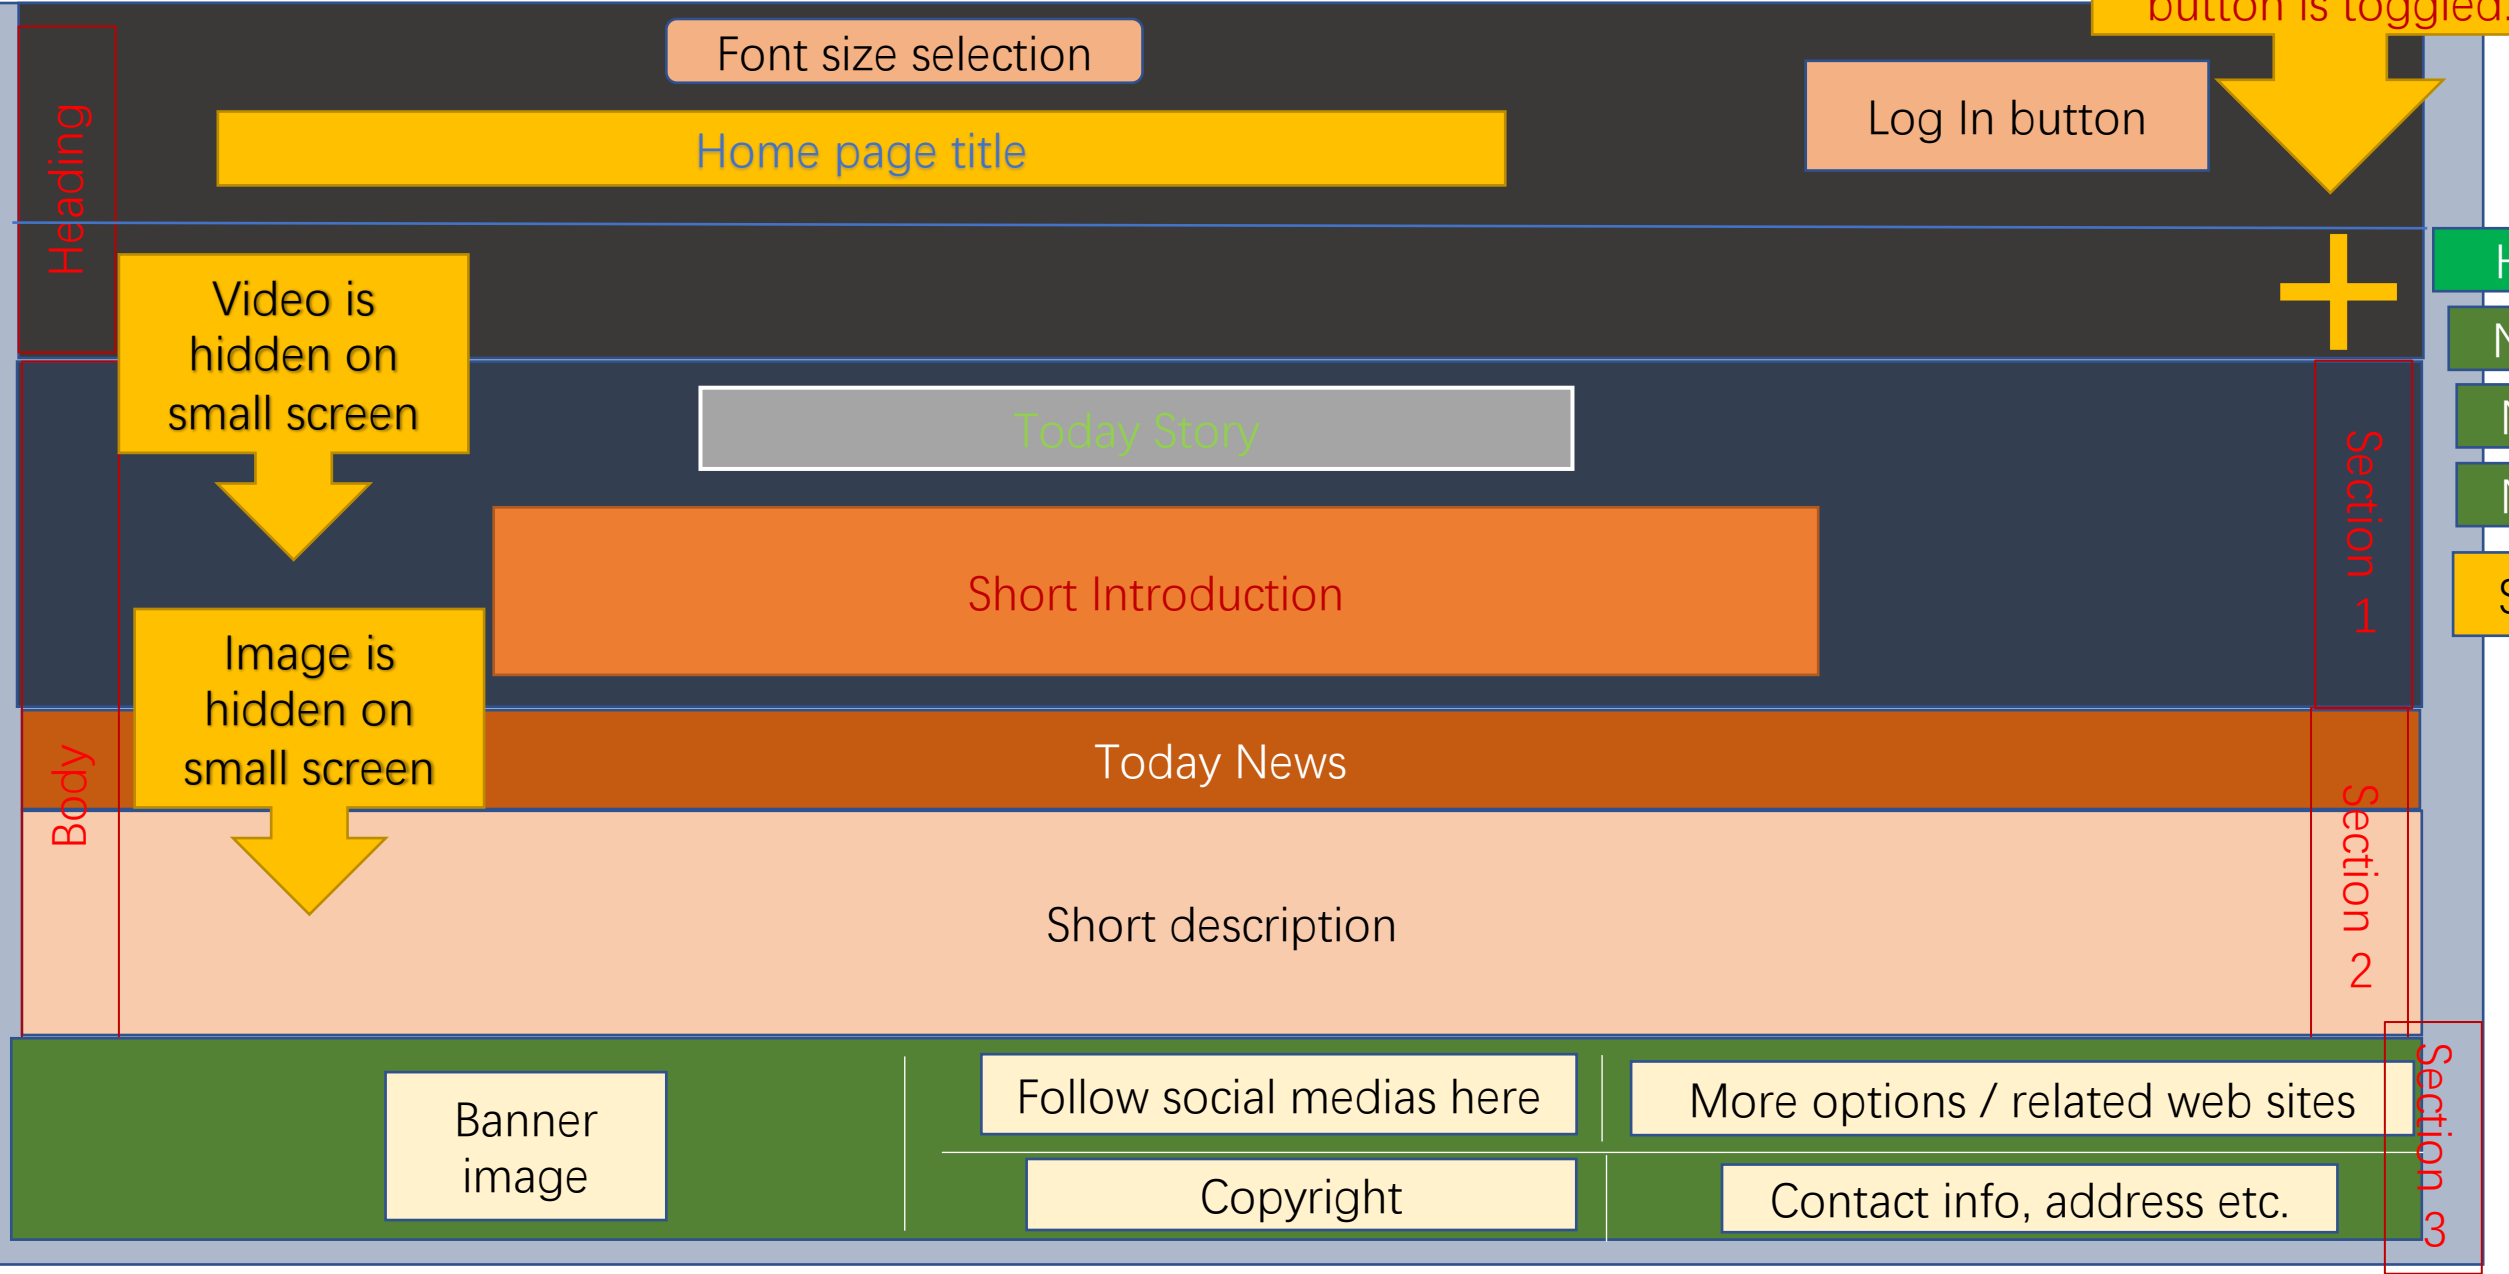 button is toggled.
Font size selection
Log In button
Home page title
Heading
Video is
hidden on
small screen
Today Story
Section 1
Short Introduction
Image is
hidden on
small screen
Today News
Body
Section 2
Short description
Follow social medias here
More options / related web sites
Banner
image
Copyright
Contact info, address etc.
Section 3